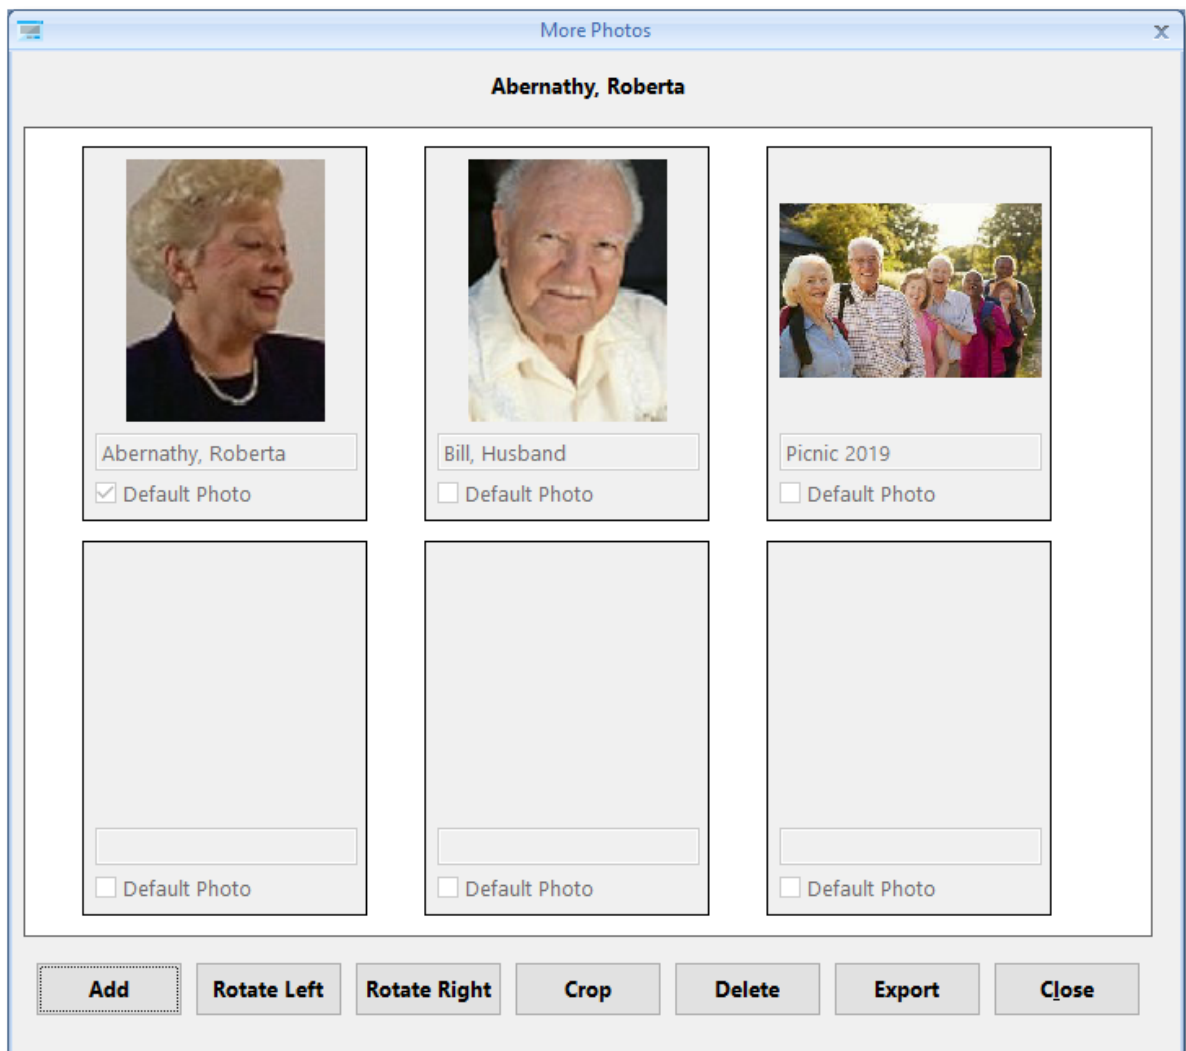 More Photos
Abernathy, Roberta
Abernathy, Roberta
Bill, Husband
Picnic 2019
Default Photo
Default Photo
Default Photo
Default Photo
Default Photo
Default Photo
Add
Rotate Left
Rotate Right
Crop
Delete
Export
Close